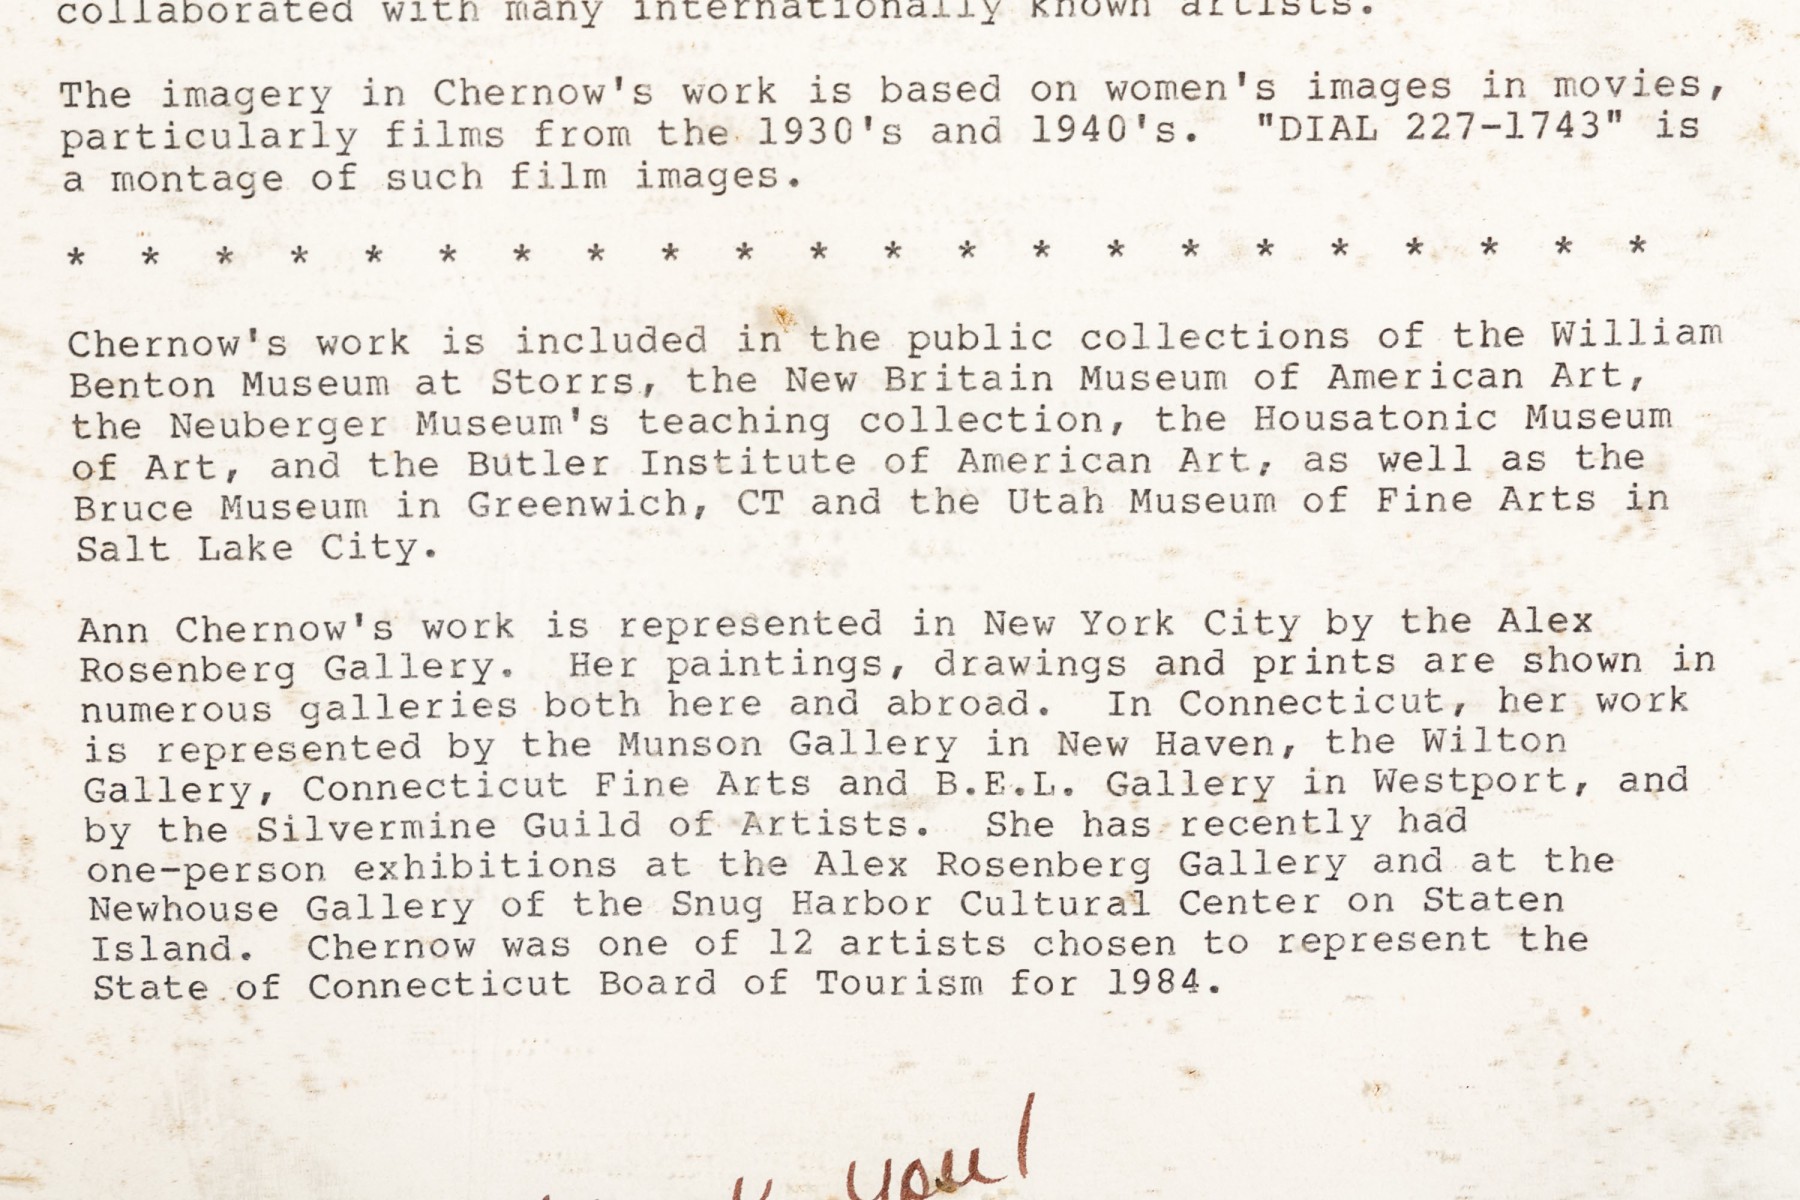 collaborated with many internationally known artists.
The imagery in Chernow's work is based on women's images in movies,
particularly films from the 1930's and 1940's.  "DIAL 227-1743" is
a montage of such film images.
* * * * * * * * * * * * * * * * * * * * * *
Chernow's work is included in the public collections of the William
Benton Museum at Storrs, the New Britain Museum of American Art,
the Neuberger Museum's teaching collection, the Housatonic Museum
of Art, and the Butler Institute of American Art, as well as the
Bruce Museum in Greenwich, CT and the Utah Museum of Fine Arts in
Salt Lake City.
Ann Chernow's work is represented in New York City by the Alex
Rosenberg Gallery.  Her paintings, drawings and prints are shown in
numerous galleries both here and abroad.  In Connecticut, her work
is represented by the Munson Gallery in New Haven, the Wilton
Gallery, Connecticut Fine Arts and B.E.L. Gallery in Westport, and
by the Silvermine Guild of Artists.  She has recently had
one-person exhibitions at the Alex Rosenberg Gallery and at the
Newhouse Gallery of the Snug Harbor Cultural Center on Staten
Island.  Chernow was one of 12 artists chosen to represent the
State of Connecticut Board of Tourism for 1984.
you!